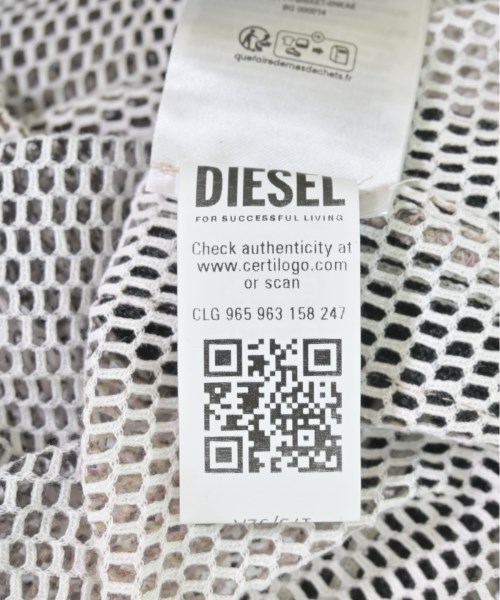 quefairedemesdechets.fr
DIESEL
FOR SUCCESSFUL LIVING
Check authenticity at
www.certilogo.com
or scan
CLG 965 963 158 247